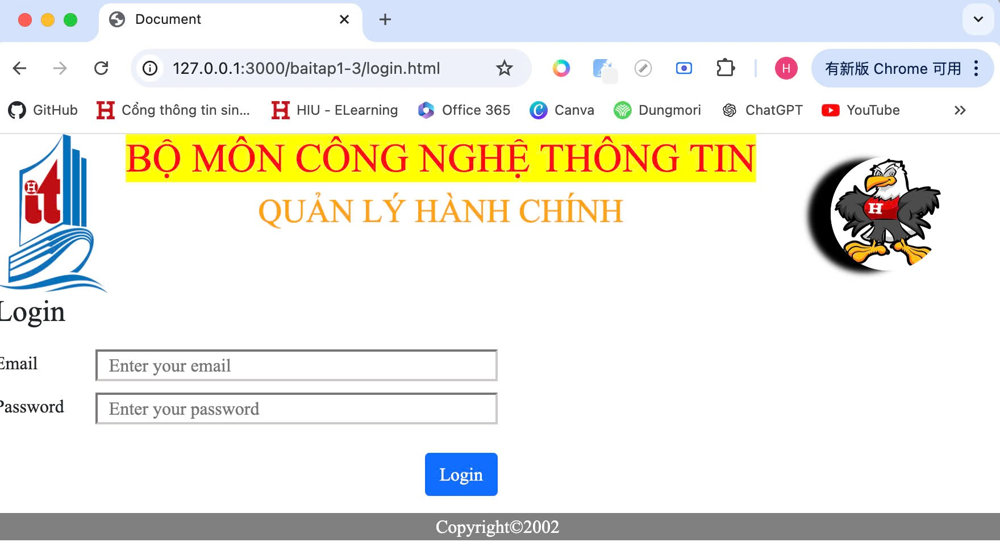 Document
127.0.0.1:3000/baitap1-3/login.html
H
有新版 Chrome 可用
GitHub
Cổng thông tin sin...
HIU - ELearning
Office 365
Canva
Dungmori
ChatGPT
YouTube
H
it
BỘ MÔN CÔNG NGHỆ THÔNG TIN
QUẢN LÝ HÀNH CHÍNH
H
Login
Email
Enter your email
Password
Enter your password
Login
Copyright©2002